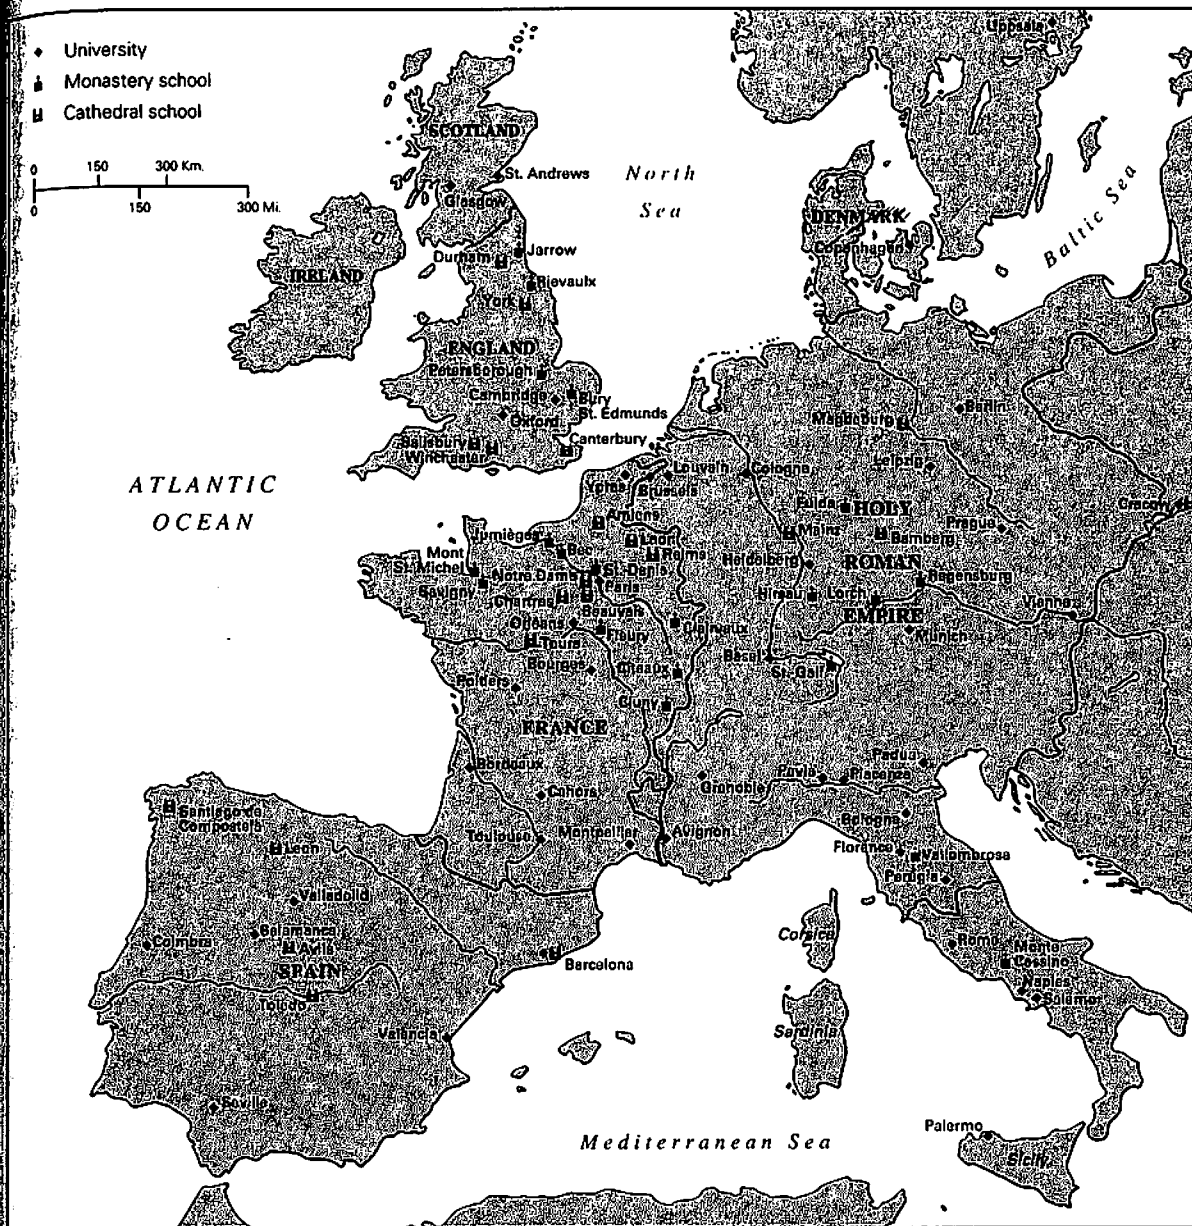 University
Monastery school
Cathedral school
0 150 300 Km.
0 150 300 Mi.
Uppsala
SCOTLAND
St. Andrews
Glasgow
North
Sea
DENMARK
Copenhagen
Baltic Sea
Durham
Jarrow
IRELAND
Rievaulx
York
ENGLAND
Petersborough
Cambridge
Bury
St. Edmunds
Oxford
Salisbury
Winchester
Canterbury
Magdeburg
Berlin
Leipzig
ATLANTIC
OCEAN
Ypres
Louvain
Brussels
Cologne
Fulda
HOLY
Cracow
Amiens
Jumièges
Bec
Laon
Reims
Mainz
Bamberg
Prague
Mont
St. Michel
Savigny
Notre Dame
St. Denis
Paris
Chartres
Beauvais
Heidelberg
ROMAN
Regensburg
Hirsau
Lorch
EMPIRE
Vienna
Munich
Orléans
Fleury
Clairvaux
Tours
Bourges
Citeaux
Basel
St. Gall
Poitiers
Cluny
FRANCE
Bordeaux
Cahors
Grenoble
Pavia
Piacenza
Padua
Bologna
Toulouse
Montpellier
Avignon
Florence
Vallombrosa
Perugia
Santiago de
Compostela
Leon
Valladolid
Salamanca
Avila
Coimbra
SPAIN
Toledo
Barcelona
Valencia
Seville
Corsica
Sardinia
Rome
Monte
Cassino
Naples
Salerno
Mediterranean Sea
Palermo
Sicily